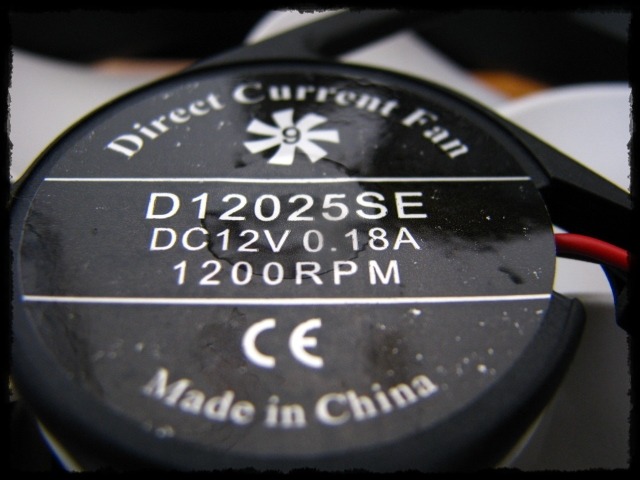 Direct Current Fan
9
D12025SE
DC12V 0.18A
1200RPM
CE
Made in China